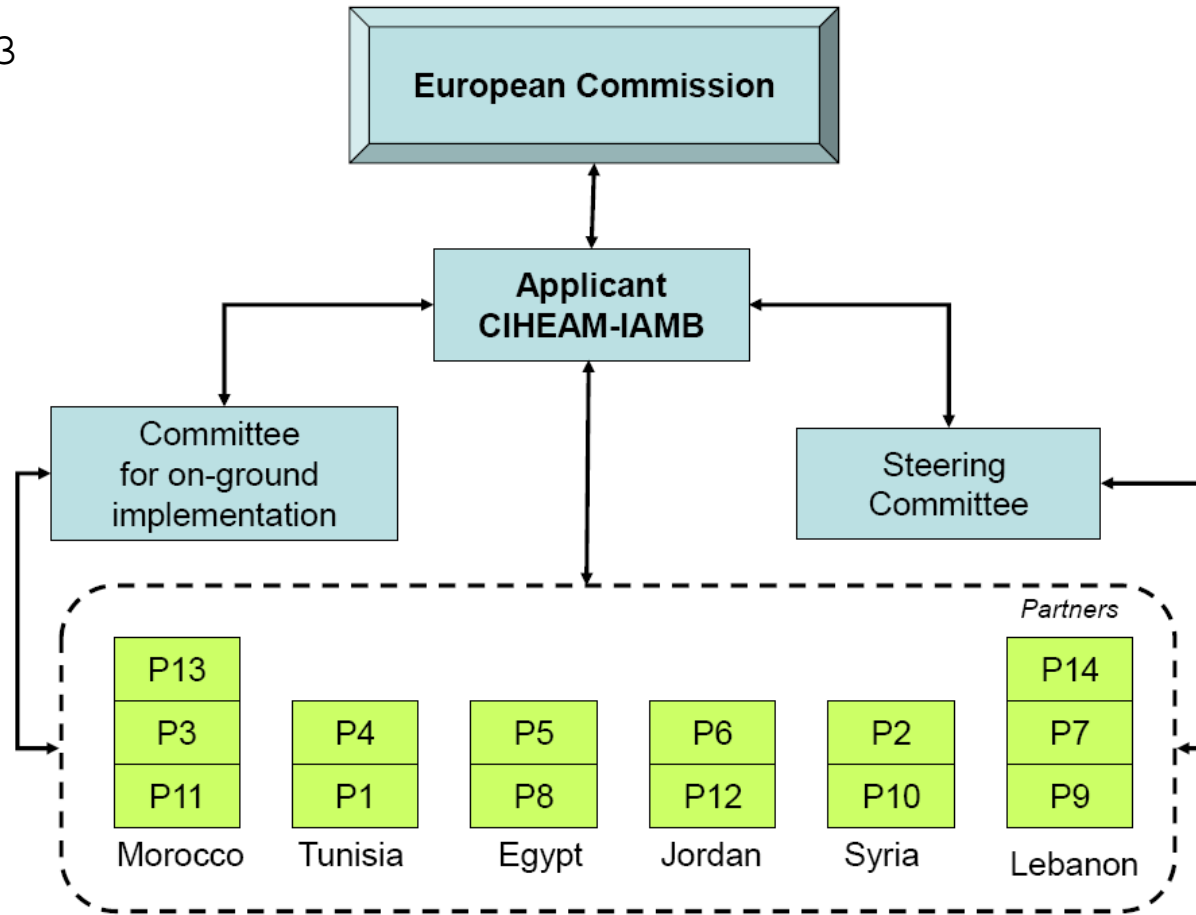 3
European Commission
Applicant
CIHEAM-IAMB
Committee
for on-ground
implementation
Steering
Committee
Partners
P13
P3
P11
Morocco
P4
P1
Tunisia
P5
P8
Egypt
P6
P12
Jordan
P2
P10
Syria
P14
P7
P9
Lebanon